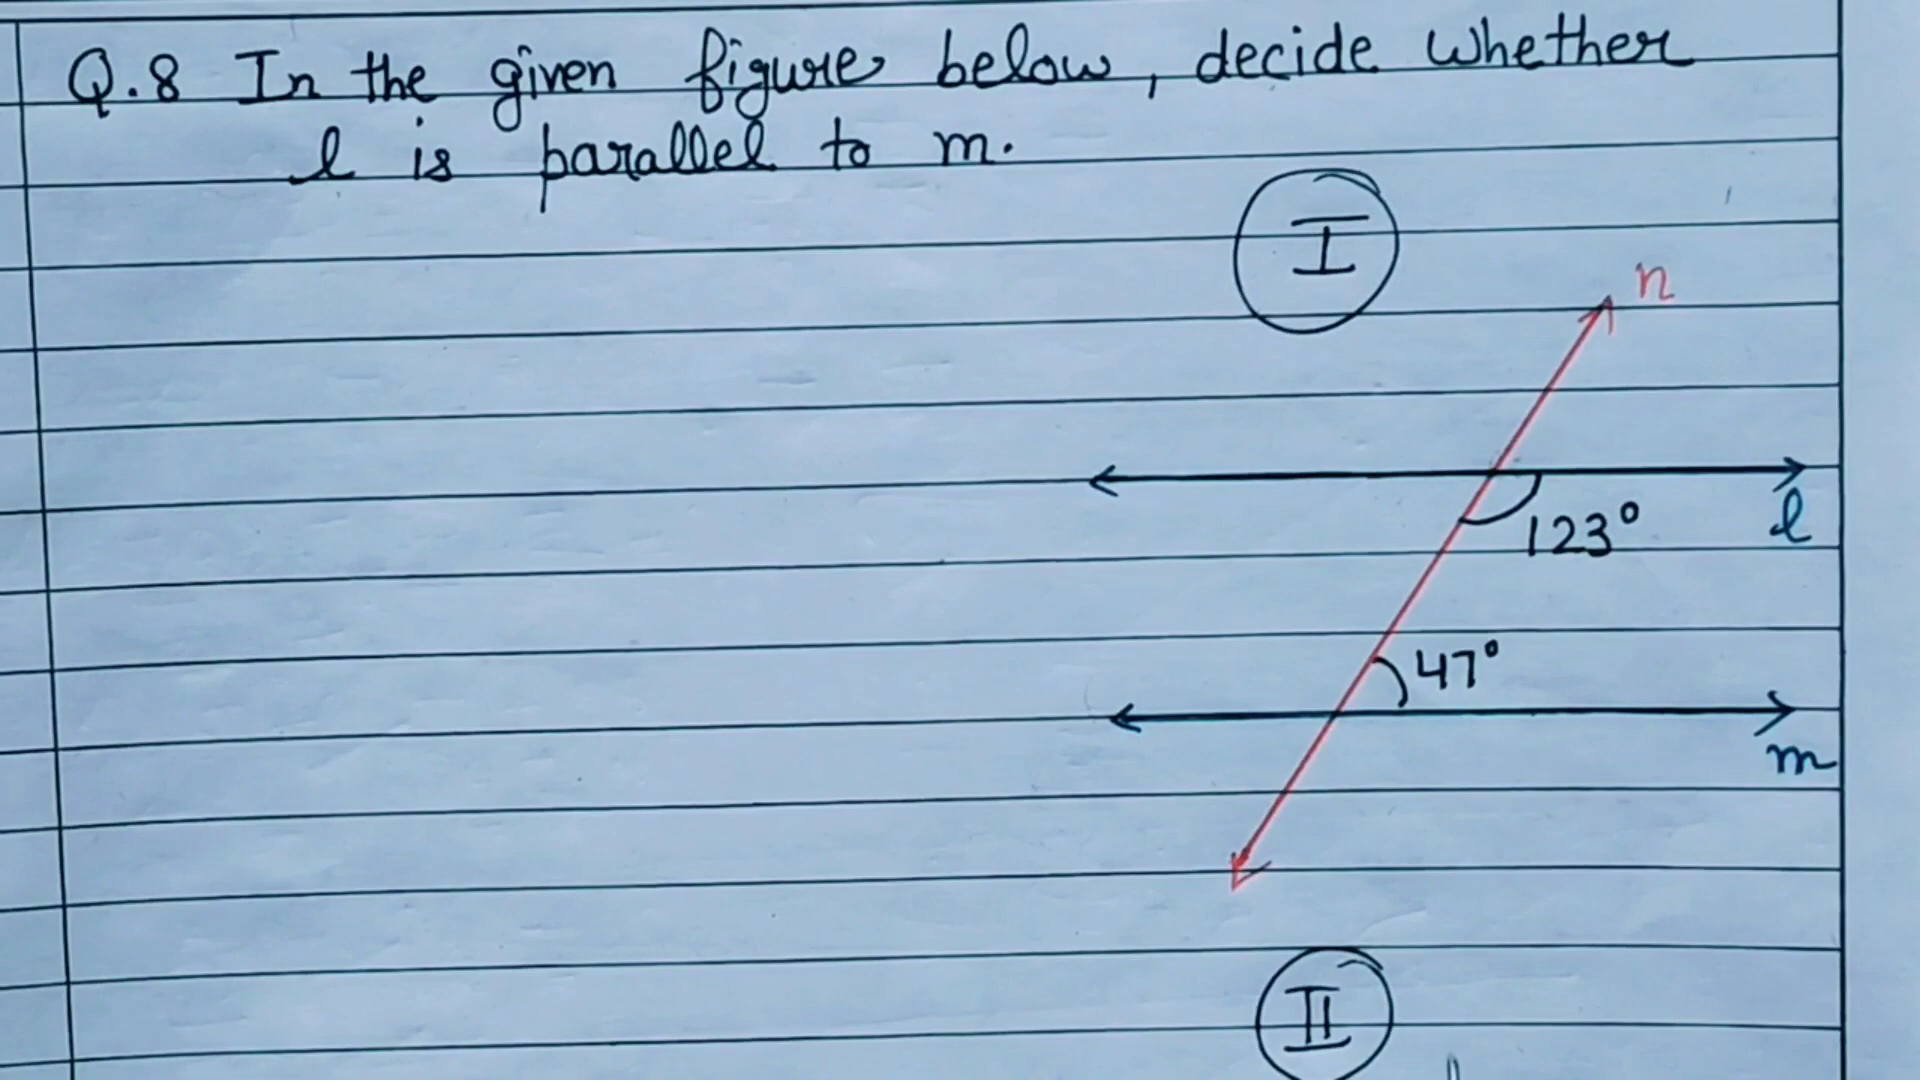 Q.8 In the given figure below, decide whether
l is parallel to m.
I
n
l
123°
47°
m
II